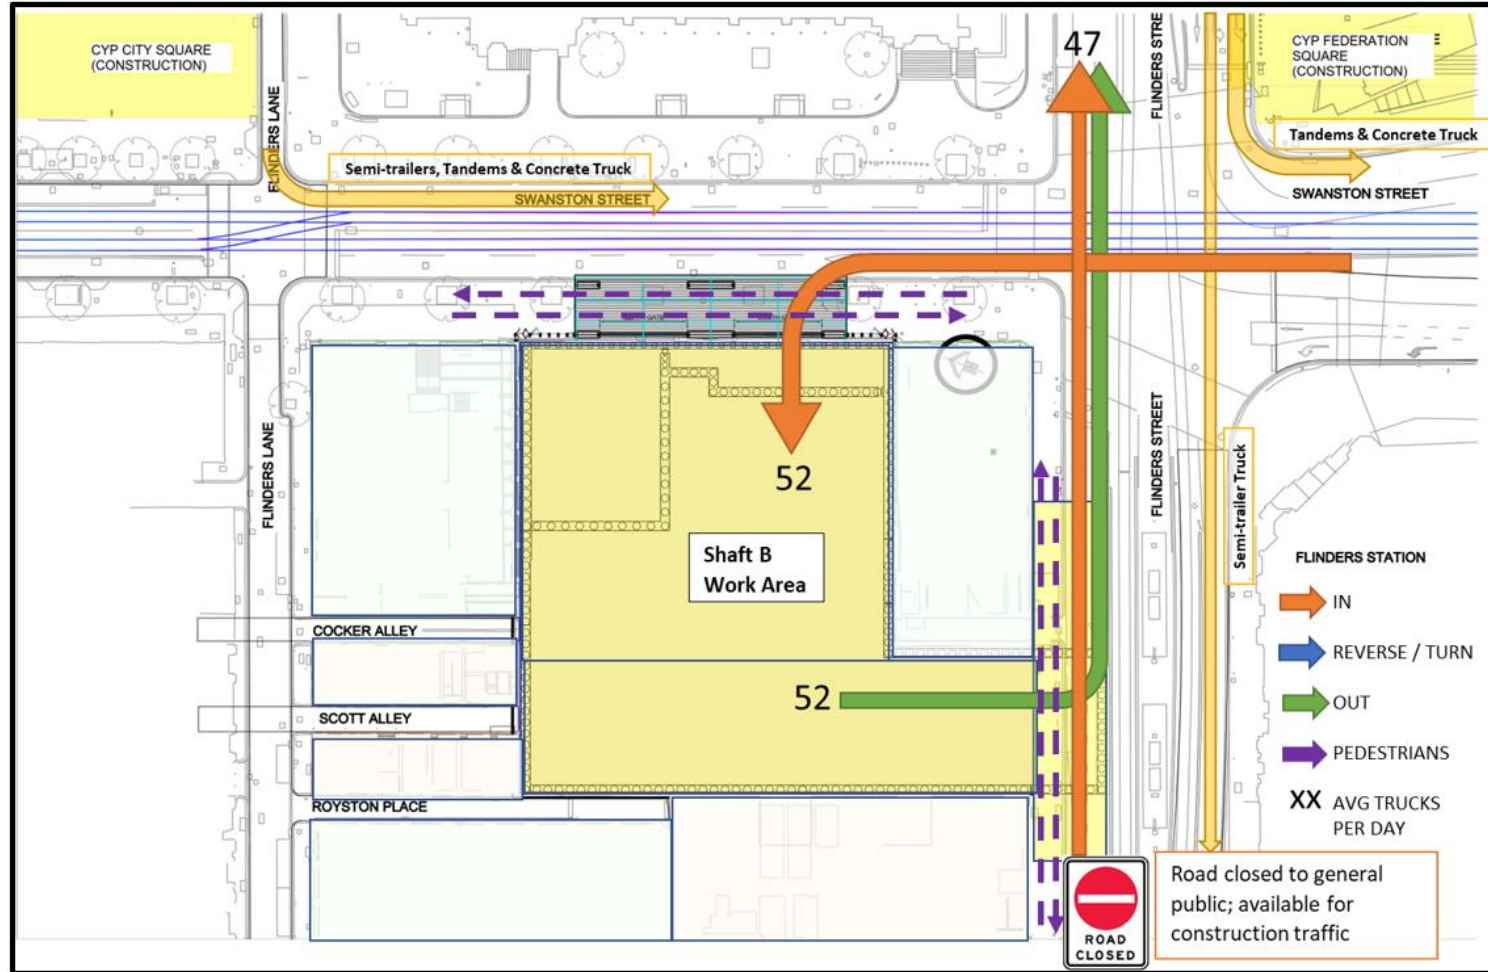 CYP CITY SQUARE
(CONSTRUCTION)
FLINDERS LANE
Semi-trailers, Tandems & Concrete Truck
SWANSTON STREET
47
FLINDERS STRE
CYP FEDERATION
SQUARE
(CONSTRUCTION)
Tandems & Concrete Truck
SWANSTON STREET
52
FLINDERS LANE
FLINDERS STREET
Semi-trailer Truck
Shaft B
Work Area
COCKER ALLEY
52
SCOTT ALLEY
ROYSTON PLACE
FLINDERS STATION
IN
REVERSE / TURN
OUT
PEDESTRIANS
XX AVG TRUCKS
PER DAY
ROAD
CLOSED
Road closed to general
public; available for
construction traffic